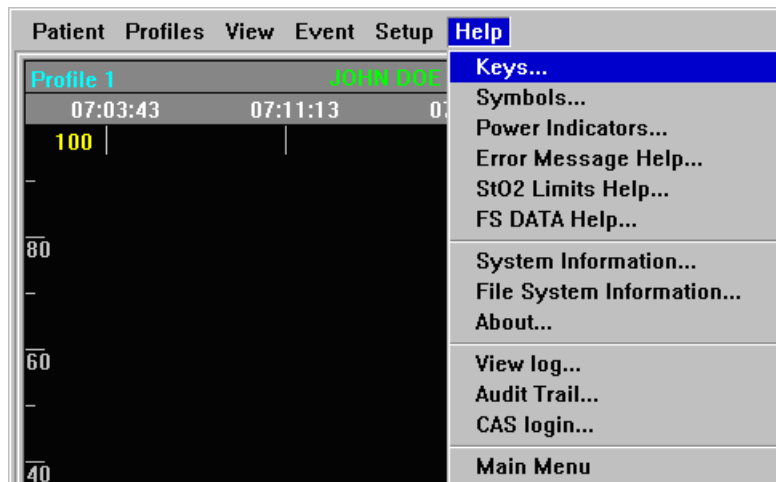 Patient Profiles View Event Setup Help
Profile 1 JOHN DOE
07:03:43 07:11:13 07
100
80
60
40
Keys...
Symbols...
Power Indicators...
Error Message Help...
StO2 Limits Help...
FS DATA Help...
System Information...
File System Information...
About...
View log...
Audit Trail...
CAS login...
Main Menu